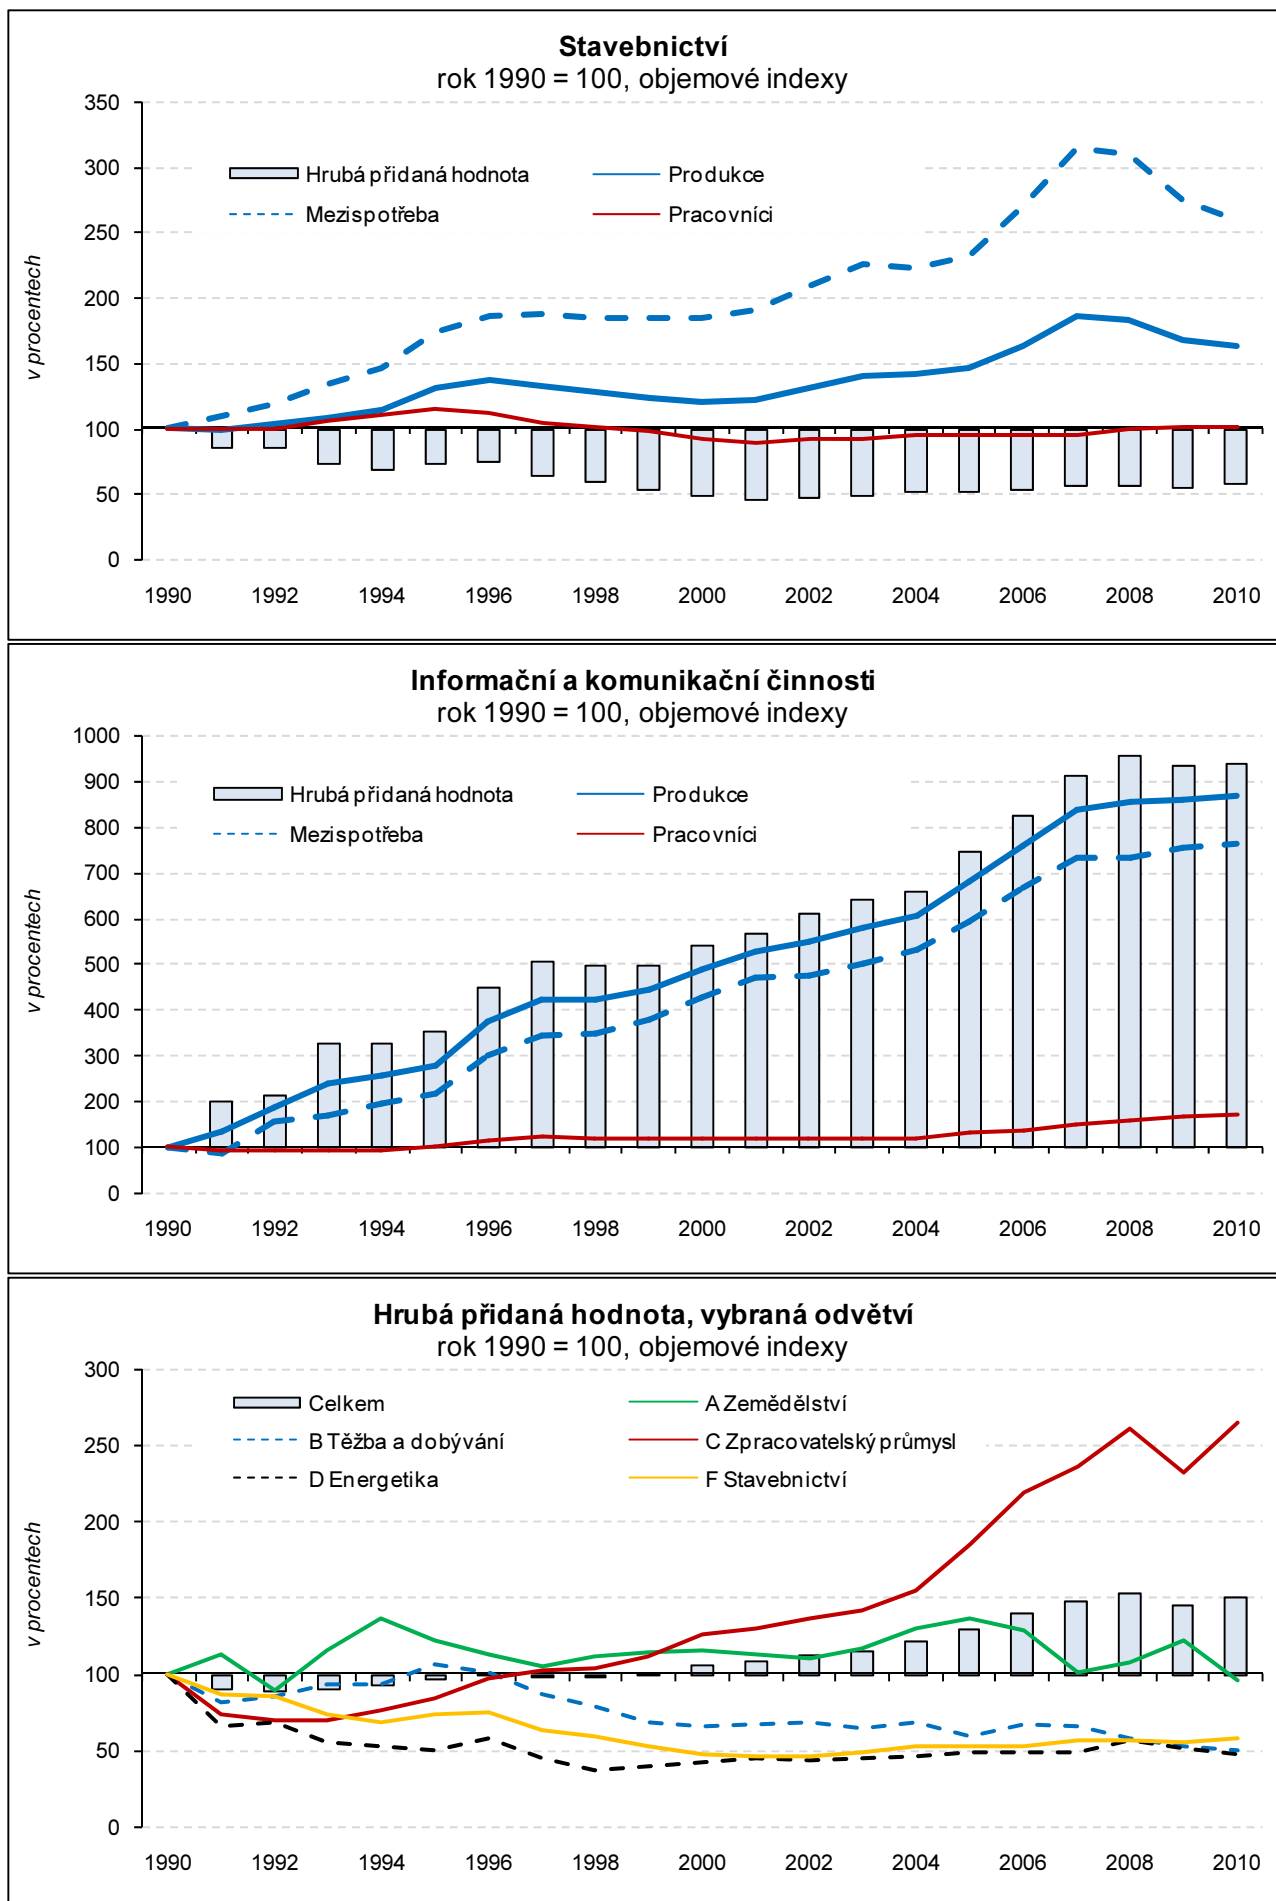 Stavebnictví
rok 1990 = 100, objemové indexy
v procentech
350
300
250
200
150
100
50
0
Hrubá přidaná hodnota
Produkce
Mezispotřeba
Pracovníci
1990 1992 1994 1996 1998 2000 2002 2004 2006 2008 2010
Informační a komunikační činnosti
rok 1990 = 100, objemové indexy
v procentech
1000
900
800
700
600
500
400
300
200
100
0
Hrubá přidaná hodnota
Produkce
Mezispotřeba
Pracovníci
1990 1992 1994 1996 1998 2000 2002 2004 2006 2008 2010
Hrubá přidaná hodnota, vybraná odvětví
rok 1990 = 100, objemové indexy
v procentech
300
250
200
150
100
50
0
Celkem
A Zemědělství
B Těžba a dobývání
C Zpracovatelský průmysl
D Energetika
F Stavebnictví
1990 1992 1994 1996 1998 2000 2002 2004 2006 2008 2010